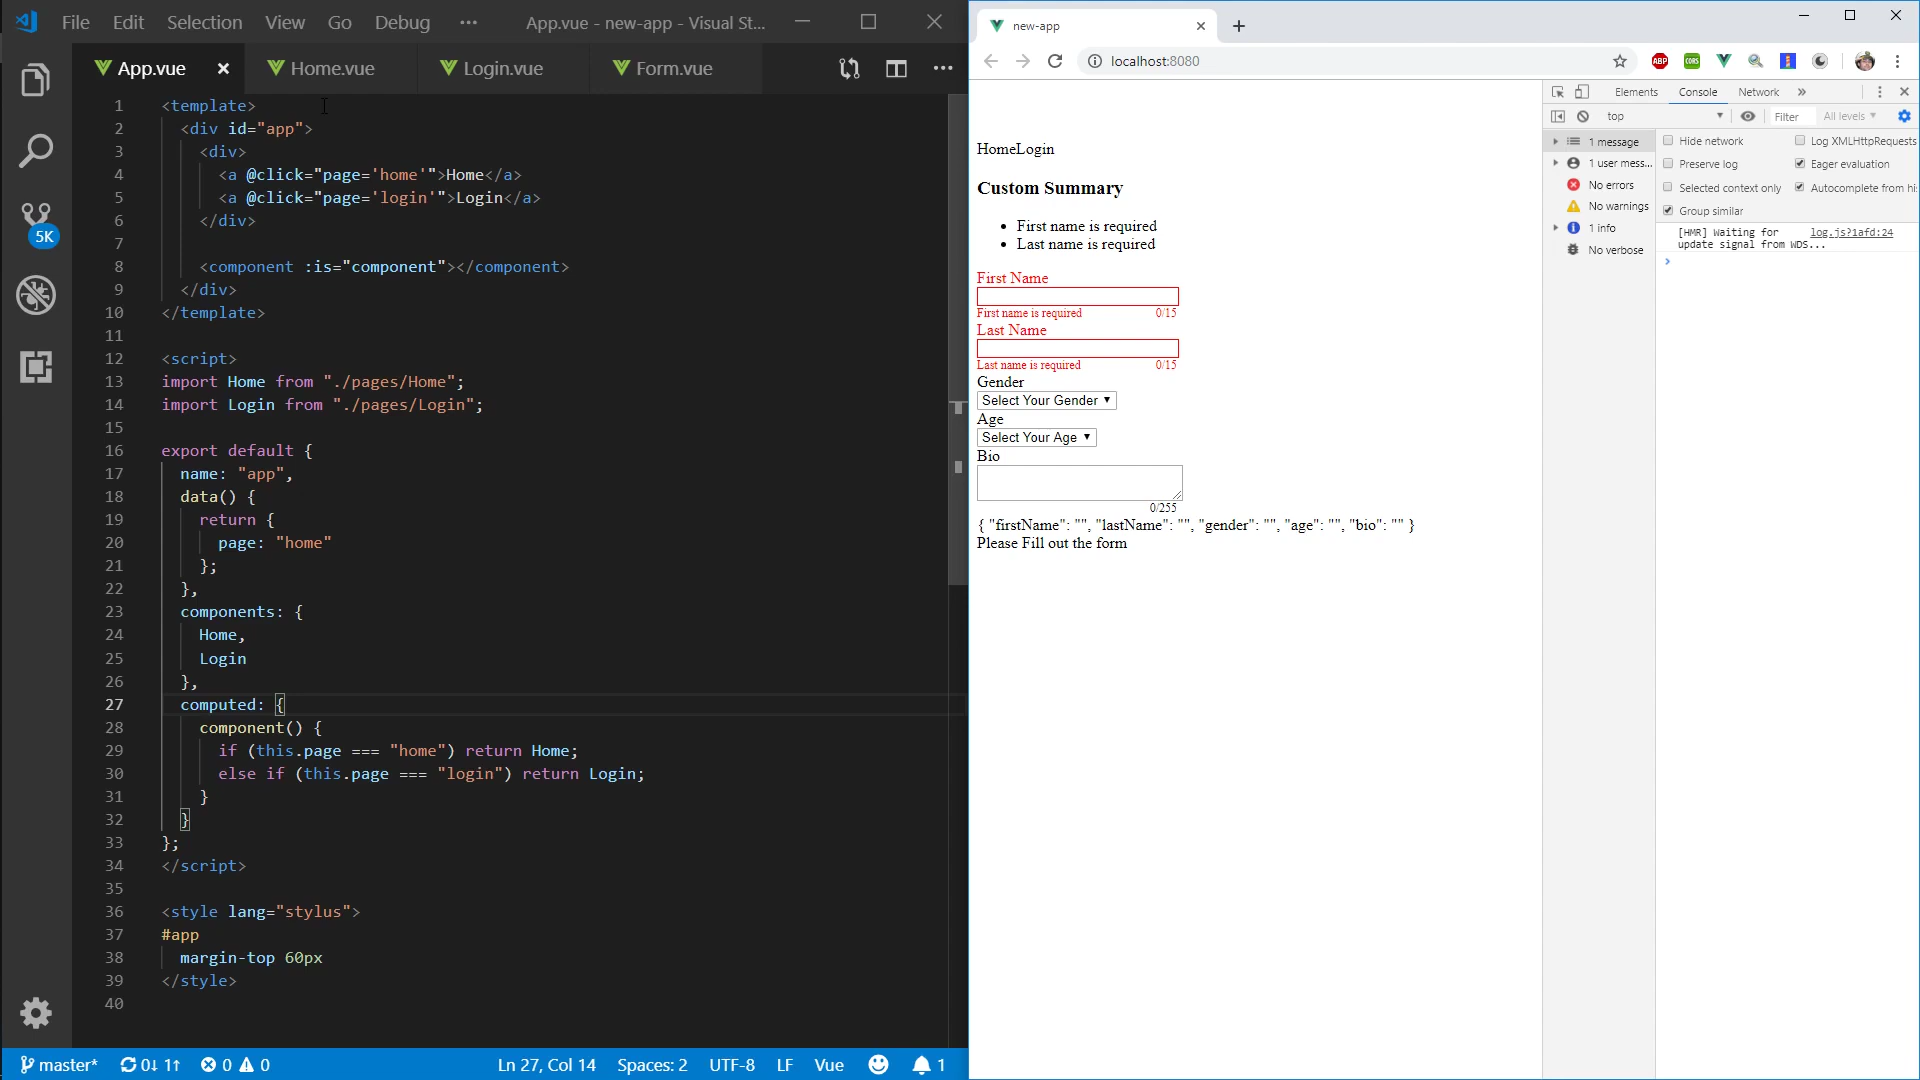 File Edit Selection View Go Debug ··· App.vue - new-app - Visual St...
App.vue Home.vue Login.vue Form.vue
1 <template>
2 <div id="app">
3 <div>
4 <a @click="page='home'">Home</a>
5 <a @click="page='login'">Login</a>
6 </div>
7
8 <component :is="component"></component>
9 </div>
10 </template>
11
12 <script>
13 import Home from "./pages/Home";
14 import Login from "./pages/Login";
15
16 export default {
17 name: "app",
18 data() {
19 return {
20 page: "home"
21 };
22 },
23 components: {
24 Home,
25 Login
26 },
27 computed: {
28 component() {
29 if (this.page === "home") return Home;
30 else if (this.page === "login") return Login;
31 }
32 }
33 };
34 </script>
35
36 <style lang="stylus">
37 #app
38 margin-top 60px
39 </style>
40
5K
master* 0↓ 1↑ 0 0 Ln 27, Col 14 Spaces: 2 UTF-8 LF Vue 1
new-app
localhost:8080
ABP
CORS
HomeLogin
Custom Summary
• First name is required
• Last name is required
First Name
First name is required 0/15
Last Name
Last name is required 0/15
Gender
Select Your Gender
Age
Select Your Age
Bio
0/255
{ "firstName": "", "lastName": "", "gender": "", "age": "", "bio": "" }
Please Fill out the form
Elements Console Network »
top Filter All levels
1 message
1 user mess...
No errors
No warnings
1 info
No verbose
Hide network Log XMLHttpRequests
Preserve log Eager evaluation
Selected context only Autocomplete from hi
Group similar
[HMR] Waiting for log.js?1afd:24
update signal from WDS...